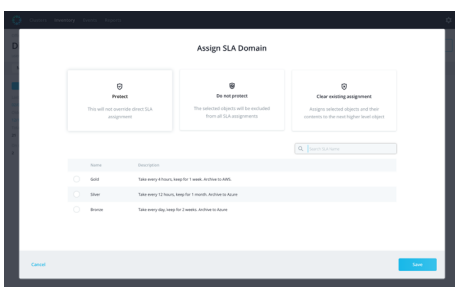 Inventory
Assign SLA Domain
Protect
This will not override direct SLA
assignment
Do not protect
The selected objects will be excluded
from all SLA assignments
Clear existing assignment
Assigns selected objects and their
contents to the next higher level object
Name Description
Gold Take every 4 hours, keep for 1 week, Archive to AWS.
Silver Take every 12 hours, keep for 1 month, Archive to Azure
Bronze Take every day, keep for 2 weeks, Archive to Azure
Cancel Save